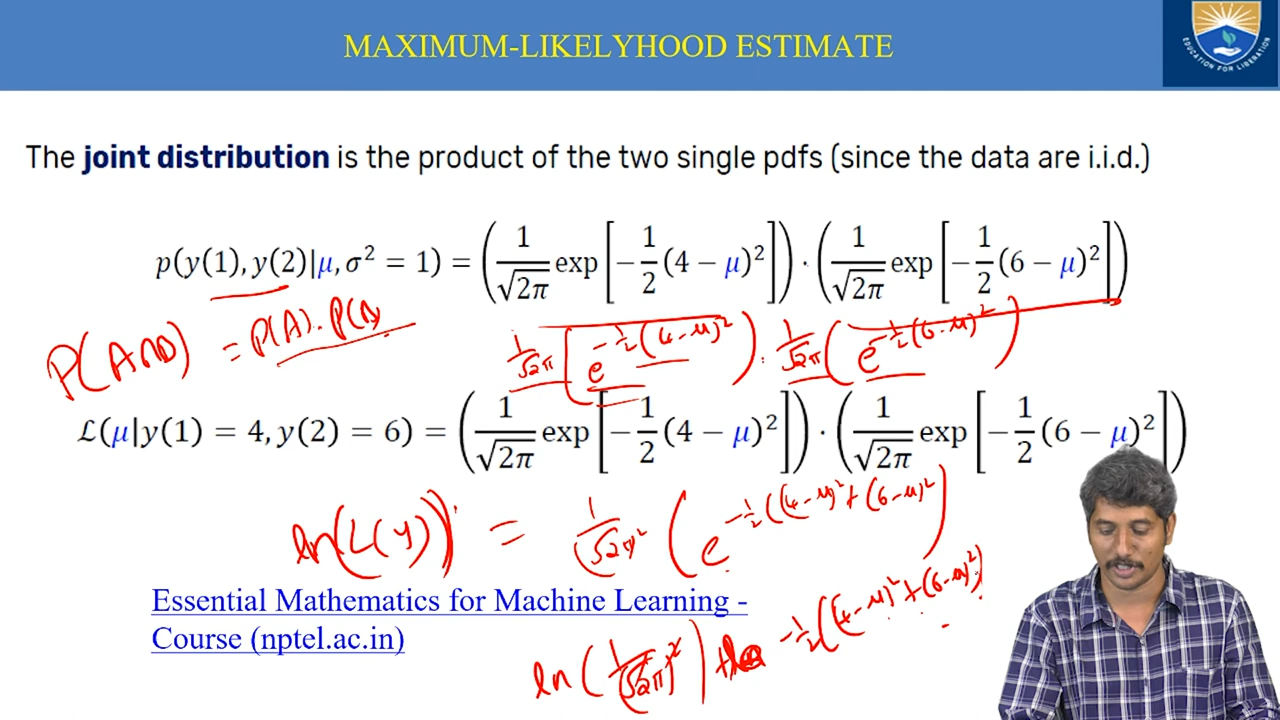 MAXIMUM-LIKELYHOOD ESTIMATE
EDUCATION FOR LIBERATION
The joint distribution is the product of the two single pdfs (since the data are i.i.d.)
p(y(1), y(2)|μ, σ² = 1) = (1/√2π exp[−1/2(4 − μ)²]) · (1/√2π exp[−1/2(6 − μ)²])
P(A∩B) = P(A). P(B)
1/√2π (e^-1/2(4-μ)²) . 1/√2π (e^-1/2(6-μ)²)
ℒ(μ|y(1) = 4, y(2) = 6) = (1/√2π exp[−1/2(4 − μ)²]) · (1/√2π exp[−1/2(6 − μ)²])
ln(L(y)) = 1/(√2π)² (e^-1/2((4-μ)²+(6-μ)²)
Essential Mathematics for Machine Learning -
Course (nptel.ac.in)
ln(1/(√2π)²) + -1/2((4-μ)²+(6-μ)²)